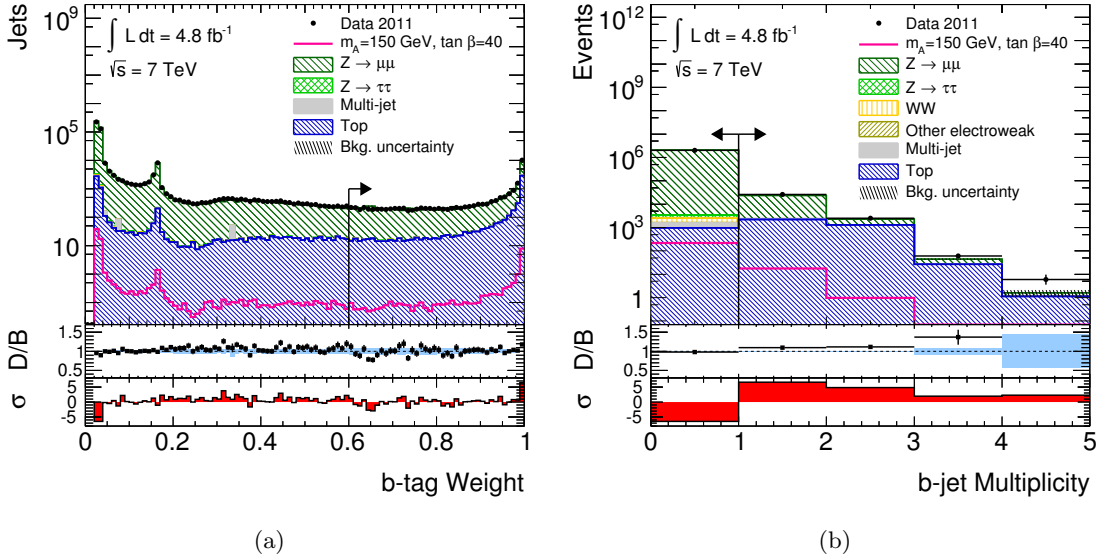 Jets
10⁹
10⁵
10
∫ L dt = 4.8 fb⁻¹
√s = 7 TeV
Data 2011
m_A=150 GeV, tan β=40
Z → μμ
Z → ττ
Multi-jet
Top
Bkg. uncertainty
D/B
1.5
1
0.5
σ
5
0
-5
0 0.2 0.4 0.6 0.8 1
b-tag Weight
(a)
Events
10¹²
10⁹
10⁶
10³
1
∫ L dt = 4.8 fb⁻¹
√s = 7 TeV
Data 2011
m_A=150 GeV, tan β=40
Z → μμ
Z → ττ
WW
Other electroweak
Multi-jet
Top
Bkg. uncertainty
D/B
1.5
1
0.5
σ
5
0
-5
0 1 2 3 4 5
b-jet Multiplicity
(b)